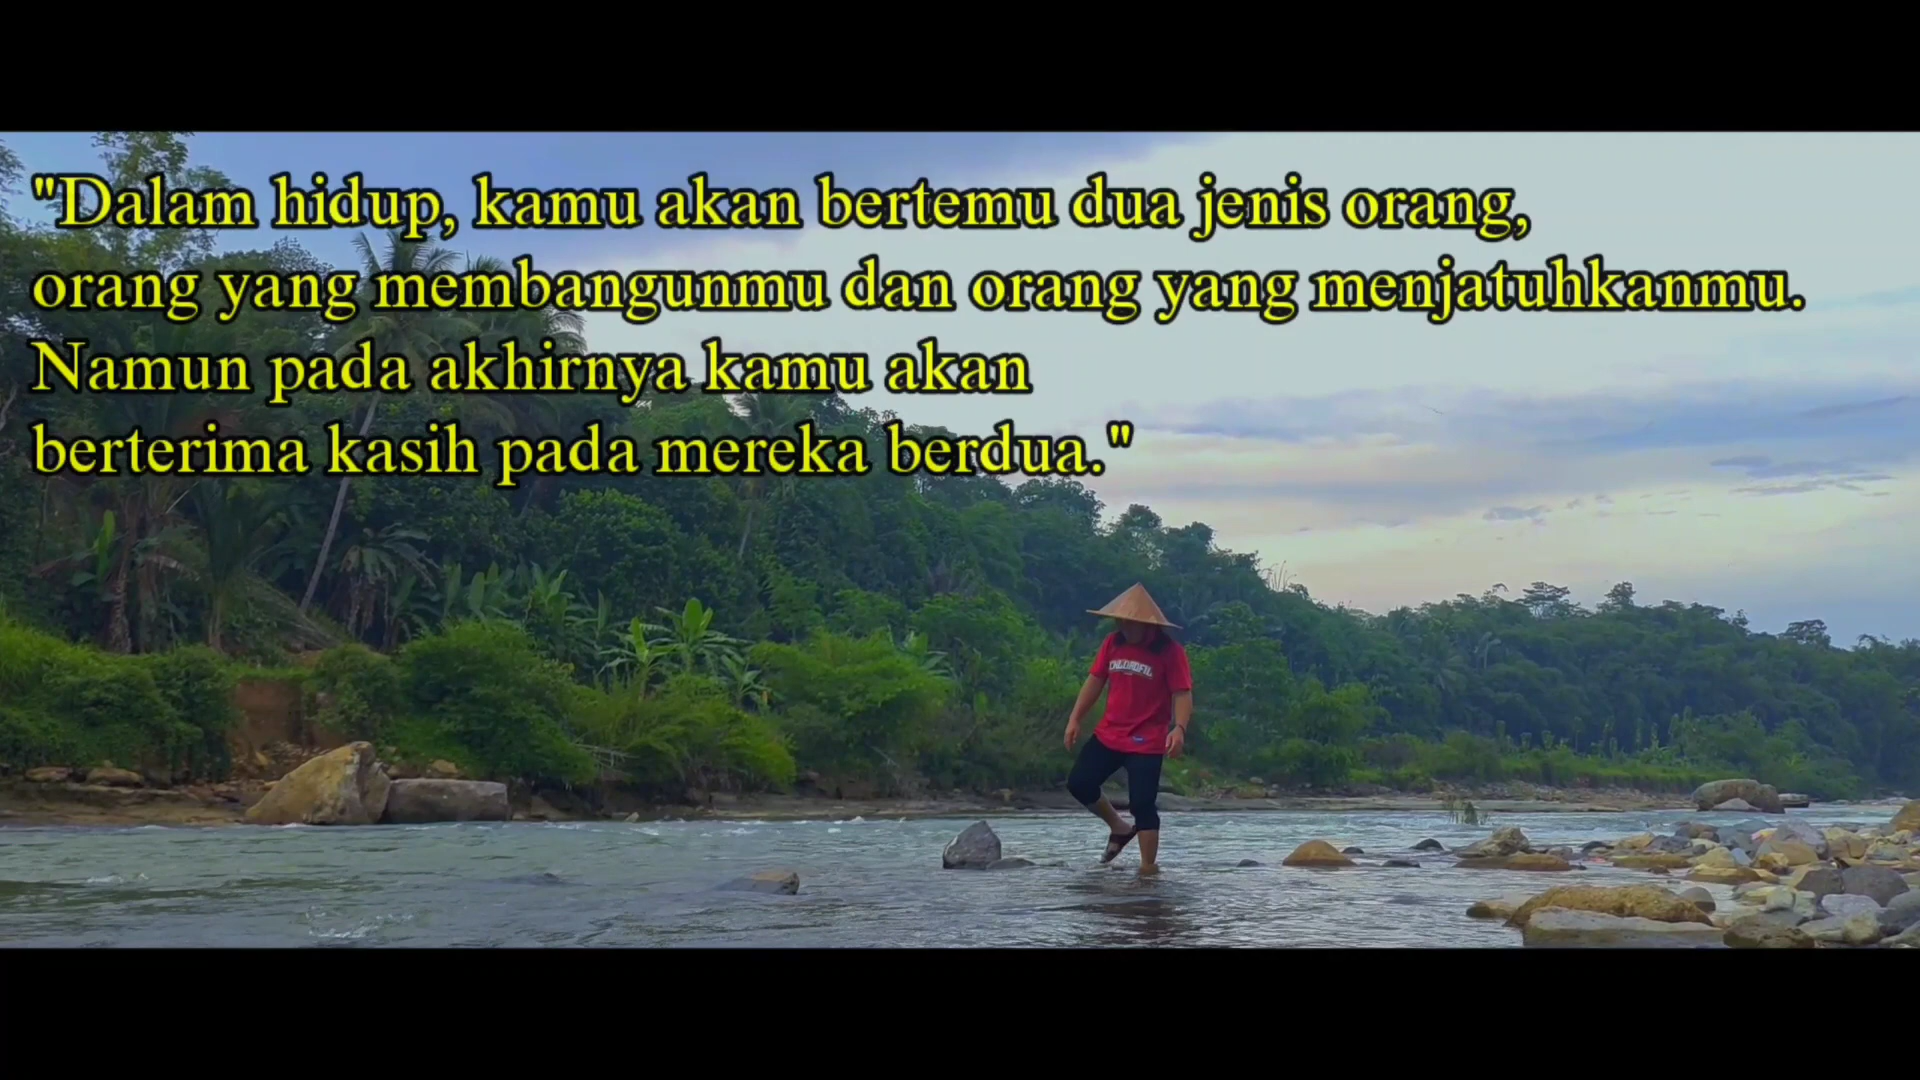 "Dalam hidup, kamu akan bertemu dua jenis orang,
orang yang membangunmu dan orang yang menjatuhkanmu.
Namun pada akhirnya kamu akan
berterima kasih pada mereka berdua."
CHLOROFIL